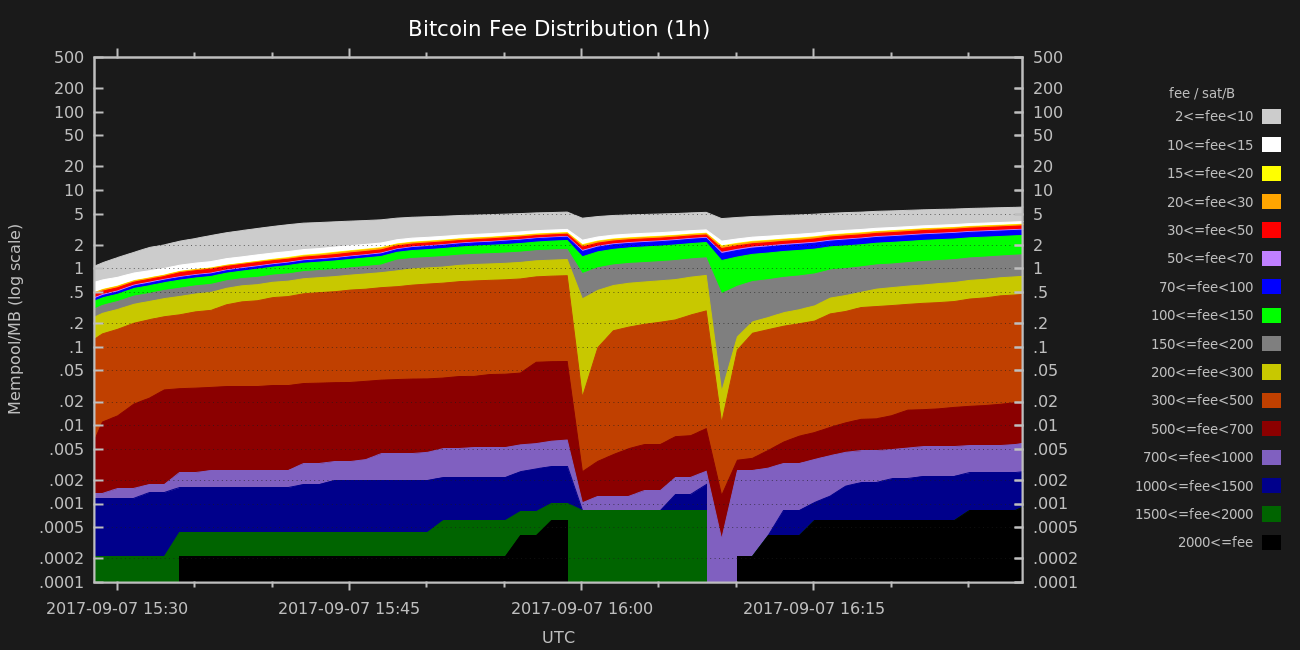 Bitcoin Fee Distribution (1h)
500 500
200 200
100 100
50 50
20 20
10 10
5 5
2 2
1 1
.5 .5
.2 .2
.1 .1
.05 .05
.02 .02
.01 .01
.005 .005
.002 .002
.001 .001
.0005 .0005
.0002 .0002
.0001 .0001
Mempool/MB (log scale)
2017-09-07 15:30 2017-09-07 15:45 2017-09-07 16:00 2017-09-07 16:15
UTC
fee / sat/B
2<=fee<10
10<=fee<15
15<=fee<20
20<=fee<30
30<=fee<50
50<=fee<70
70<=fee<100
100<=fee<150
150<=fee<200
200<=fee<300
300<=fee<500
500<=fee<700
700<=fee<1000
1000<=fee<1500
1500<=fee<2000
2000<=fee